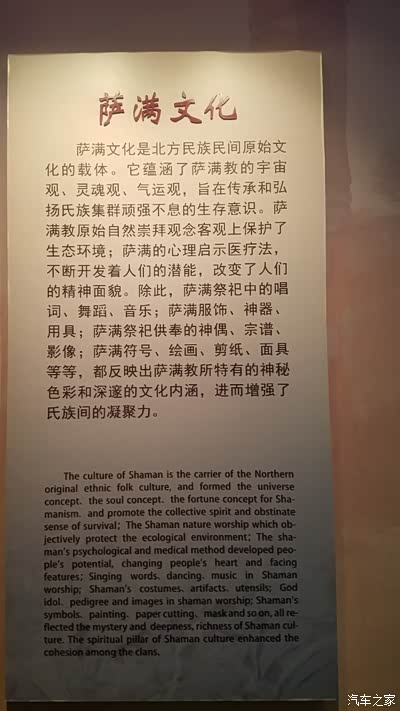 萨满文化
萨满文化是北方民族民间原始文
化的载体。它蕴涵了萨满教的宇宙
观、灵魂观、气运观，旨在传承和弘
扬氏族集群顽强不息的生存意识。萨
满教原始自然崇拜观念客观上保护了
生态环境；萨满的心理启示医疗法，
不断开发着人们的潜能，改变了人们
的精神面貌。除此，萨满祭祀中的唱
词、舞蹈、音乐；萨满服饰、神器、
用具；萨满祭祀供奉的神偶、宗谱、
影像；萨满符号、绘画、剪纸、面具
等等，都反映出萨满教所特有的神秘
色彩和深邃的文化内涵，进而增强了
氏族间的凝聚力。
The culture of Shaman is the carrier of the Northern
original ethnic folk culture, and formed the universe
concept、the soul concept、the fortune concept for Sha-
manism、and promote the collective spirit and obstinate
sense of survival；The Shaman nature worship which ob-
jectively protect the ecological environment；The sha-
man's psychological and medical method developed peo-
ple's potential, changing people's heart and facing
features；Singing words、dancing、music in Shaman
worship；Shaman's costumes、artifacts、utensils；God
idol、pedigree and images in shaman worship；Shaman's
symbols、painting、paper cutting、mask and so on, all re-
flected the mystery and deepness, richness of Shaman cul-
ture. The spiritual pillar of Shaman culture enhanced the
cohesion among the clans.
汽车之家